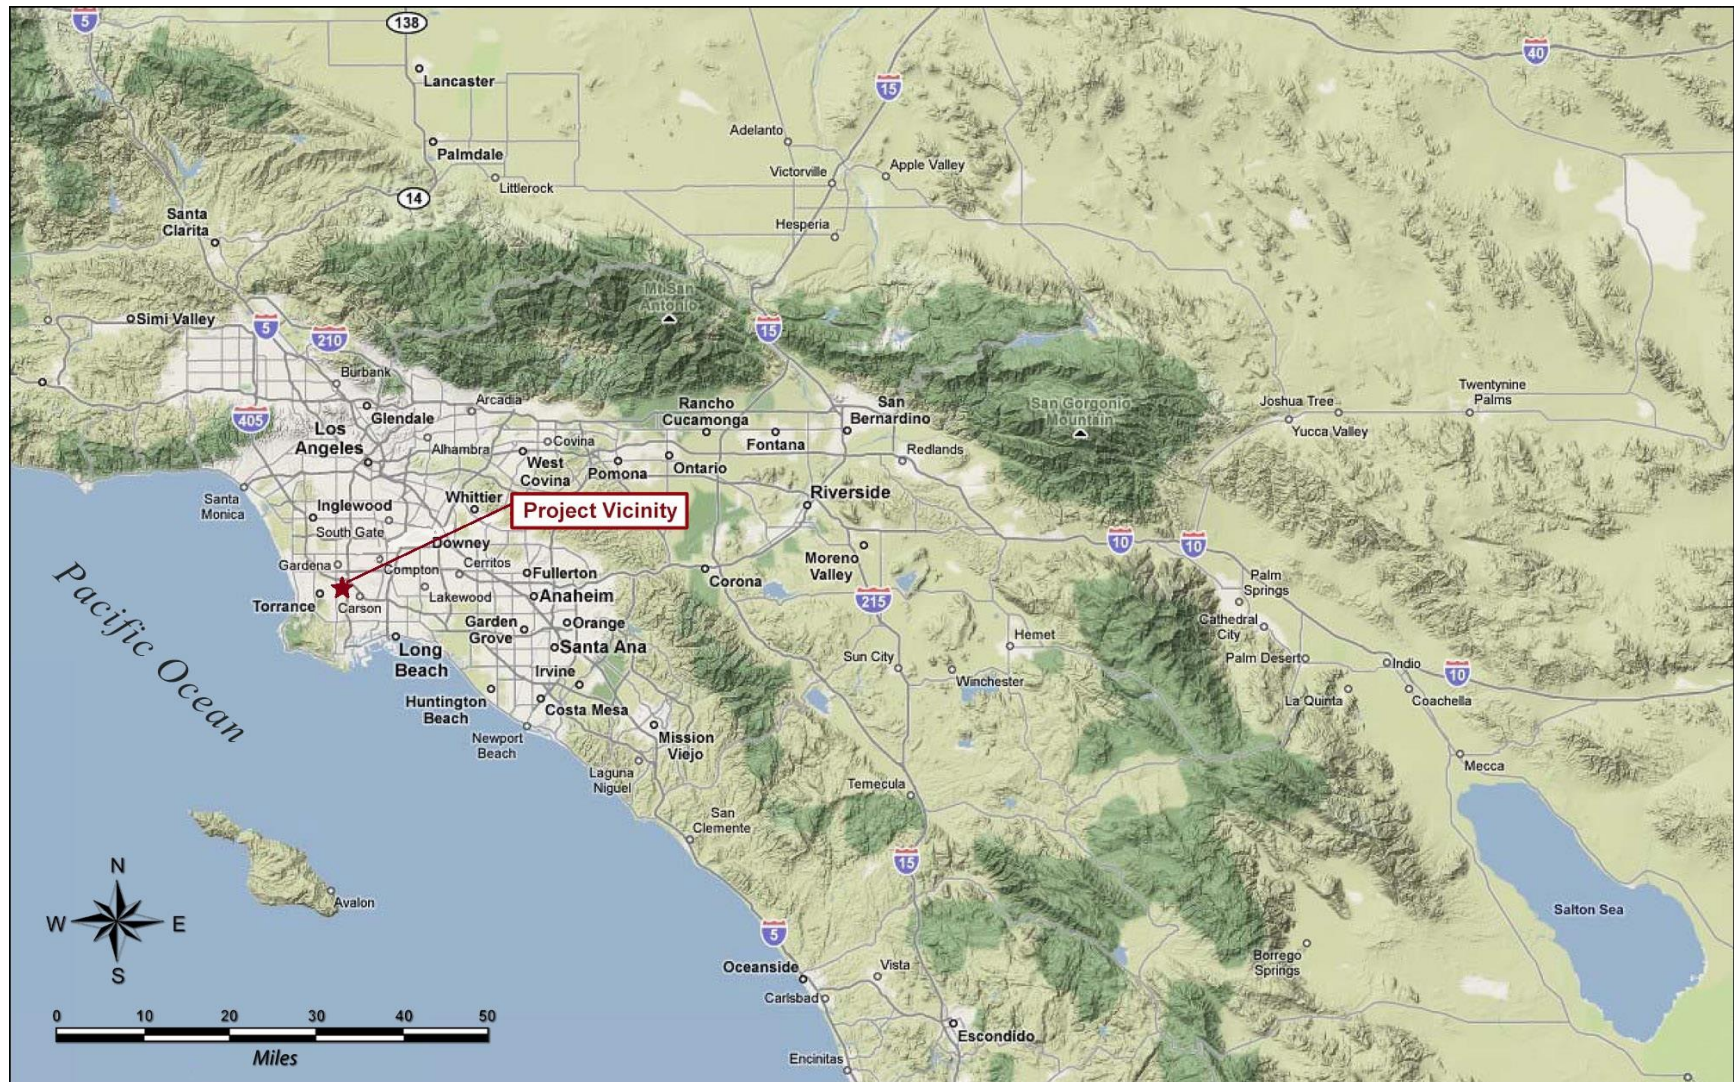 5
138
40
Lancaster
15
Adelanto
Palmdale
Victorville
Apple Valley
Littlerock
14
Santa
Clarita
Hesperia
Mt San
Antonio
Simi Valley
5
210
15
Burbank
Arcadia
Glendale
405
Los
Angeles
Alhambra
Covina
West
Covina
Pomona
Rancho
Cucamonga
Ontario
Fontana
San
Bernardino
Redlands
San Gorgonio
Mountain
Joshua Tree
Yucca Valley
Twentynine
Palms
Santa
Monica
Inglewood
South Gate
Whittier
Project Vicinity
Riverside
Downey
Gardena
Compton
Cerritos
Fullerton
Corona
Moreno
Valley
10
10
Torrance
Carson
Lakewood
Anaheim
215
Palm
Springs
Cathedral
City
Garden
Grove
Orange
Santa Ana
Long
Beach
Irvine
Hemet
Sun City
Winchester
Palm Desert
Indio
10
La Quinta
Coachella
Huntington
Beach
Costa Mesa
Newport
Beach
Mission
Viejo
Laguna
Niguel
Pacific Ocean
Mecca
Temecula
San
Clemente
15
Avalon
N
W
E
S
Salton Sea
5
Oceanside
Vista
Carlsbad
Borrego
Springs
Escondido
Encinitas
0 10 20 30 40 50
Miles